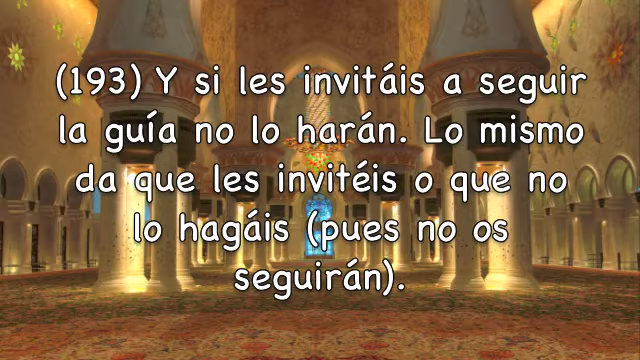 (193) Y si les invitáis a seguir
la guía no lo harán. Lo mismo
da que les invitéis o que no
lo hagáis (pues no os
seguirán).